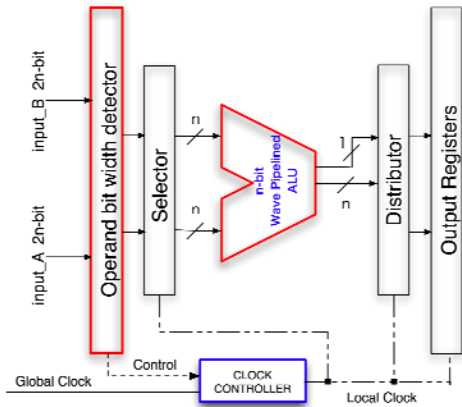 input_B 2n-bit
input_A 2n-bit
Operand bit width detector
Selector
n
n
n-bit
Wave Pipelined
ALU
1
n
Distributor
Output Registers
Control
Global Clock
CLOCK
CONTROLLER
Local Clock